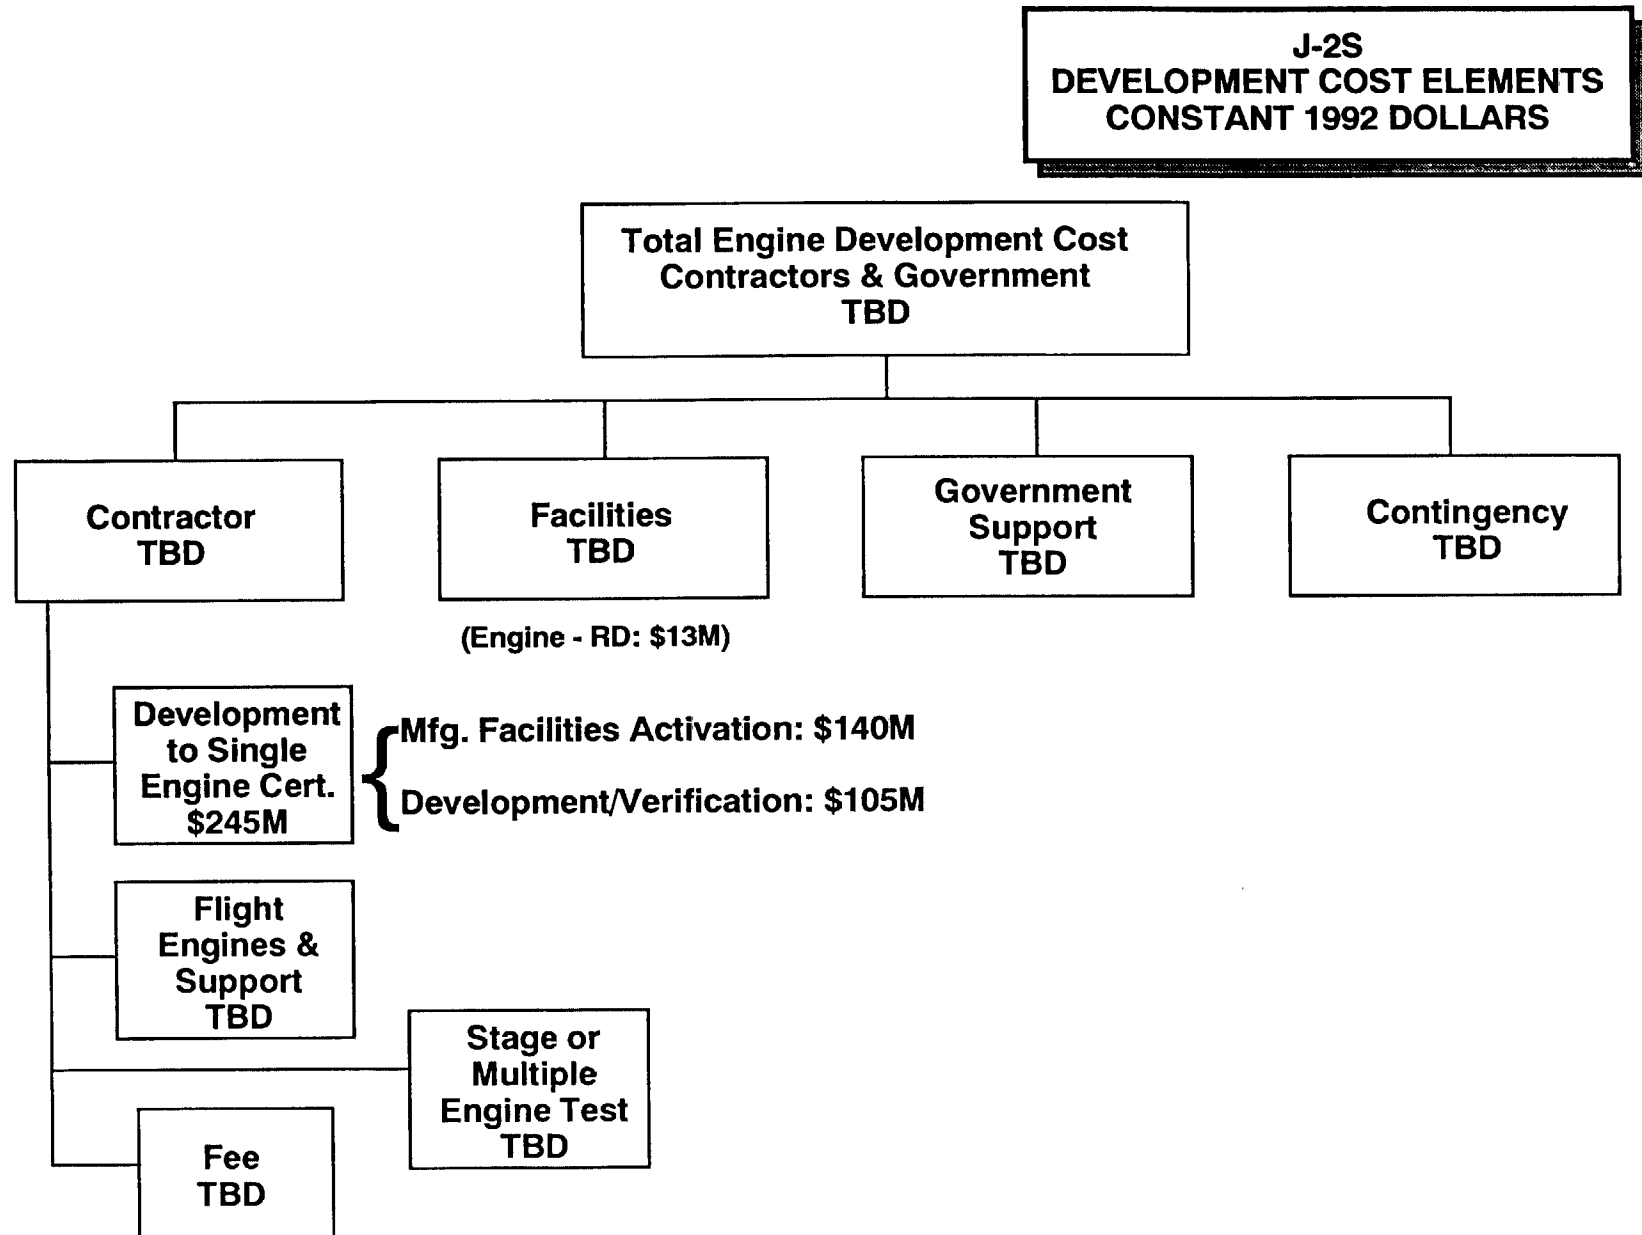 J-2S
DEVELOPMENT COST ELEMENTS
CONSTANT 1992 DOLLARS
Total Engine Development Cost
Contractors & Government
TBD
Contractor
TBD
Facilities
TBD
Government
Support
TBD
Contingency
TBD
(Engine - RD: $13M)
Development
to Single
Engine Cert.
$245M
Mfg. Facilities Activation: $140M
Development/Verification: $105M
Flight
Engines &
Support
TBD
Stage or
Multiple
Engine Test
TBD
Fee
TBD